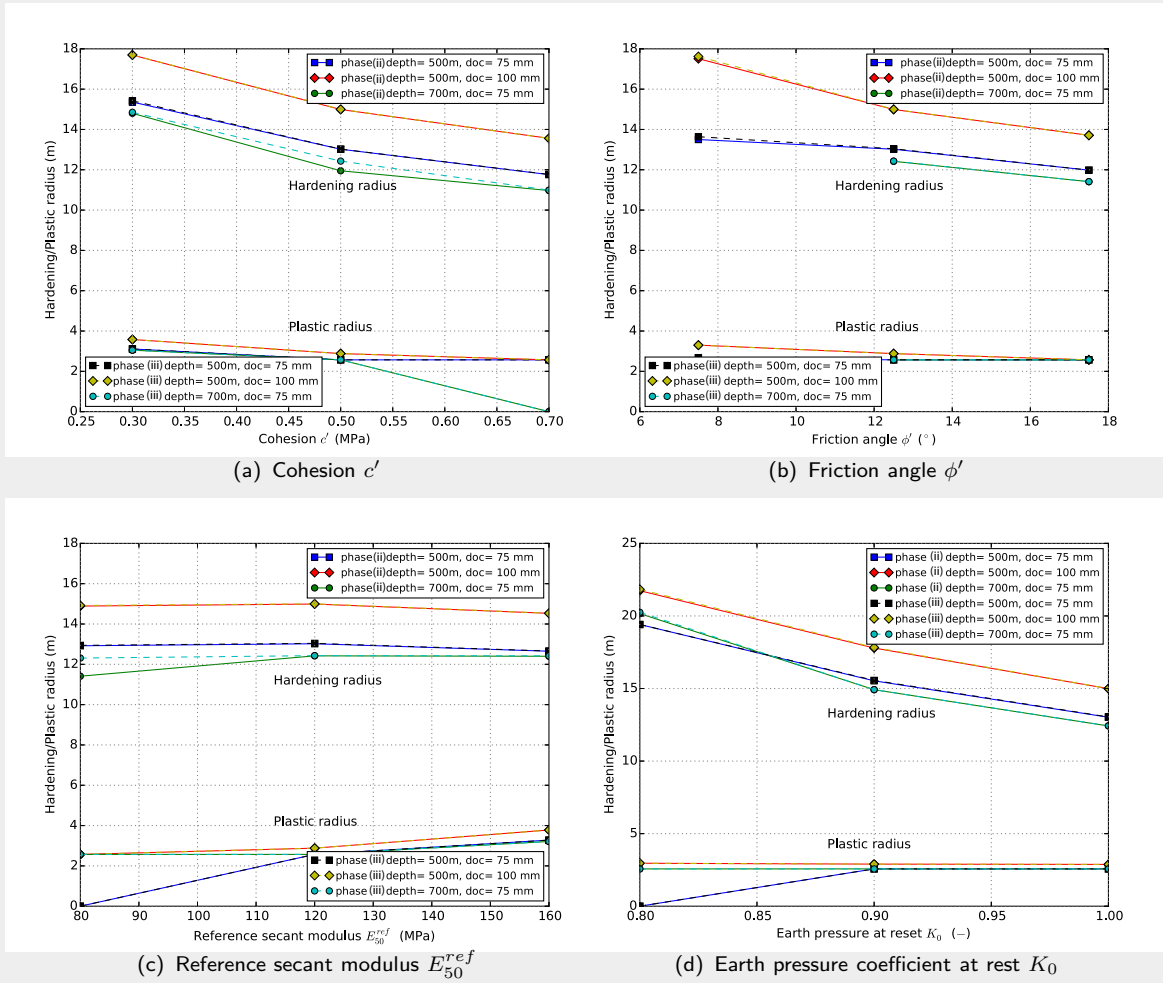 18
16
14
12
10
8
6
4
2
0
Hardening/Plastic radius (m)
phase(ii)depth= 500m, doc= 75 mm
phase(ii)depth= 500m, doc= 100 mm
phase(ii)depth= 700m, doc= 75 mm
Hardening radius
Plastic radius
phase(iii)depth= 500m, doc= 75 mm
phase(iii)depth= 500m, doc= 100 mm
phase(iii)depth= 700m, doc= 75 mm
0.25 0.30 0.35 0.40 0.45 0.50 0.55 0.60 0.65 0.70
Cohesion c′ (MPa)
(a) Cohesion c′
18
16
14
12
10
8
6
4
2
0
Hardening/Plastic radius (m)
phase(ii)depth= 500m, doc= 75 mm
phase(ii)depth= 500m, doc= 100 mm
phase(ii)depth= 700m, doc= 75 mm
Hardening radius
Plastic radius
phase(iii)depth= 500m, doc= 75 mm
phase(iii)depth= 500m, doc= 100 mm
phase(iii)depth= 700m, doc= 75 mm
6 8 10 12 14 16 18
Friction angle ϕ′ (°)
(b) Friction angle ϕ′
18
16
14
12
10
8
6
4
2
0
Hardening/Plastic radius (m)
phase(ii)depth= 500m, doc= 75 mm
phase(ii)depth= 500m, doc= 100 mm
phase(ii)depth= 700m, doc= 75 mm
Hardening radius
Plastic radius
phase(iii)depth= 500m, doc= 75 mm
phase(iii)depth= 500m, doc= 100 mm
phase(iii)depth= 700m, doc= 75 mm
80 90 100 110 120 130 140 150 160
Reference secant modulus E_50^ref (MPa)
(c) Reference secant modulus E_50^ref
25
20
15
10
5
0
Hardening/Plastic radius (m)
phase (ii) depth= 500m, doc= 75 mm
phase (ii) depth= 500m, doc= 100 mm
phase (ii) depth= 700m, doc= 75 mm
phase (iii) depth= 500m, doc= 75 mm
phase (iii) depth= 500m, doc= 100 mm
phase (iii) depth= 700m, doc= 75 mm
Hardening radius
Plastic radius
0.80 0.85 0.90 0.95 1.00
Earth pressure at reset K₀ (−)
(d) Earth pressure coefficient at rest K₀